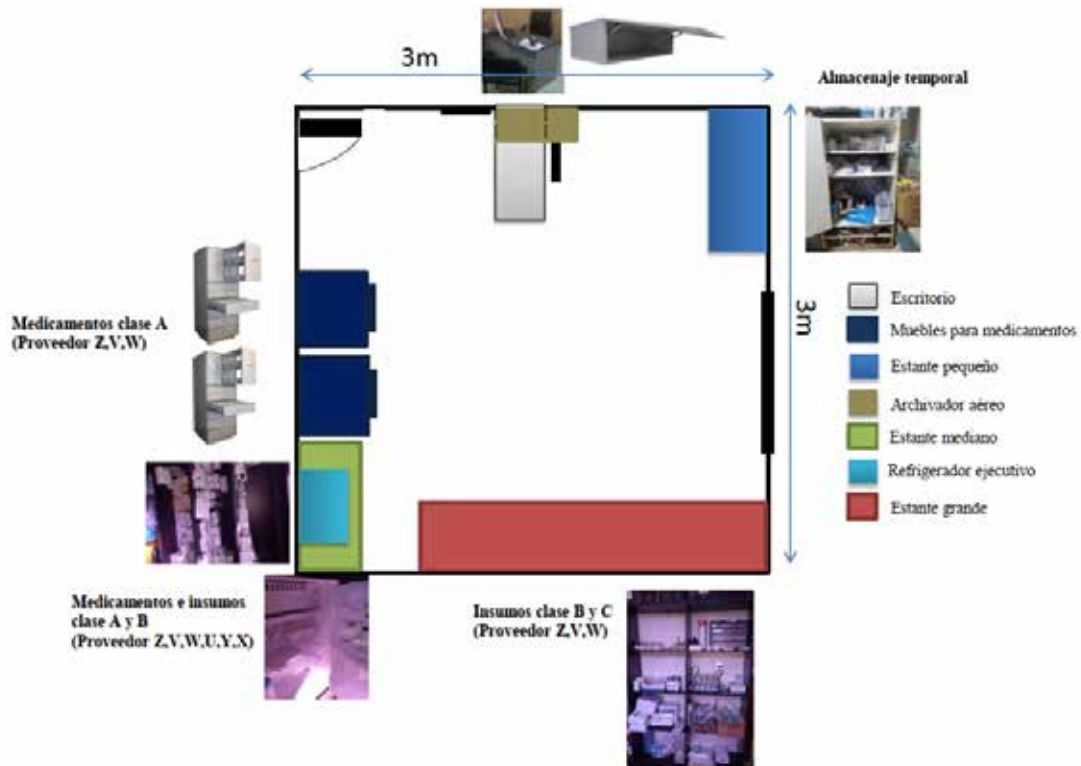 3m
Almacenaje temporal
3m
Medicamentos clase A
(Proveedor Z,V,W)
Escritorio
Muebles para medicamentos
Estante pequeño
Archivador aéreo
Estante mediano
Refrigerador ejecutivo
Estante grande
Medicamentos e insumos
clase A y B
(Proveedor Z,V,W,U,Y,X)
Insumos clase B y C
(Proveedor Z,V,W)